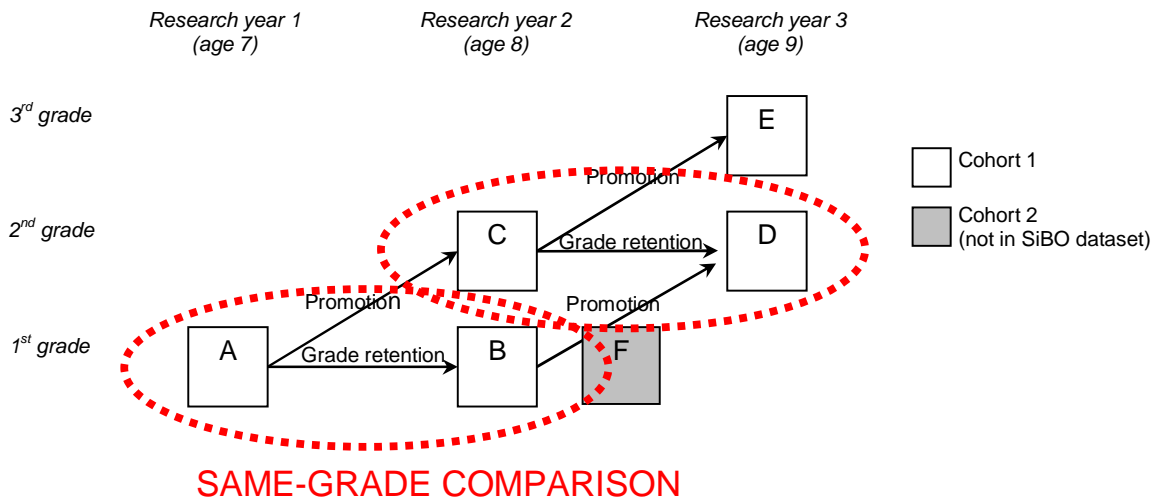 Research year 1
(age 7)
Research year 2
(age 8)
Research year 3
(age 9)
3rd grade
E
Cohort 1
Promotion
Cohort 2
(not in SiBO dataset)
2nd grade
C
Grade retention
D
Promotion
Promotion
1st grade
A
Grade retention
B
F
SAME-GRADE COMPARISON